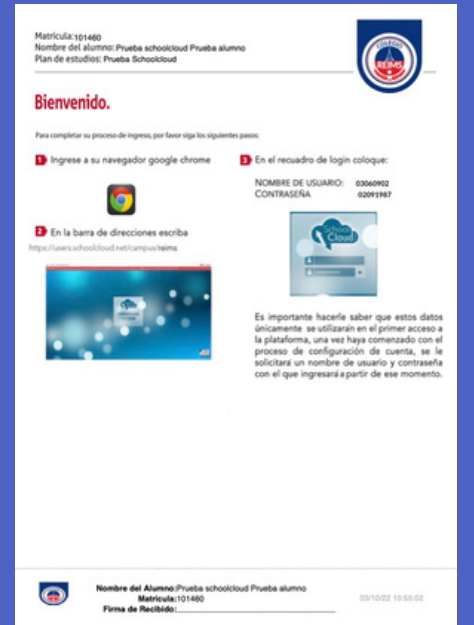 Matricula:101460
Nombre del alumno: Prueba schoolcloud Prueba alumno
Plan de estudios: Prueba Schoolcloud
COLEGIO
REIMS
Bienvenido.
Para completar su proceso de ingreso, por favor siga los siguientes pasos:
1 Ingrese a su navegador google chrome
2 En la barra de direcciones escriba
https://users.schoolcloud.net/campus/reims
3 En el recuadro de login coloque:
NOMBRE DE USUARIO: 03060902
CONTRASEÑA 02091987
School
Cloud
Es importante hacerle saber que estos datos
únicamente se utilizarán en el primer acceso a
la plataforma, una vez haya comenzado con el
proceso de configuración de cuenta, se le
solicitará un nombre de usuario y contraseña
con el que ingresará a partir de ese momento.
Nombre del Alumno:Prueba schoolcloud Prueba alumno
Matricula:101460
Firma de Recibido:
03/10/22 10:55:02